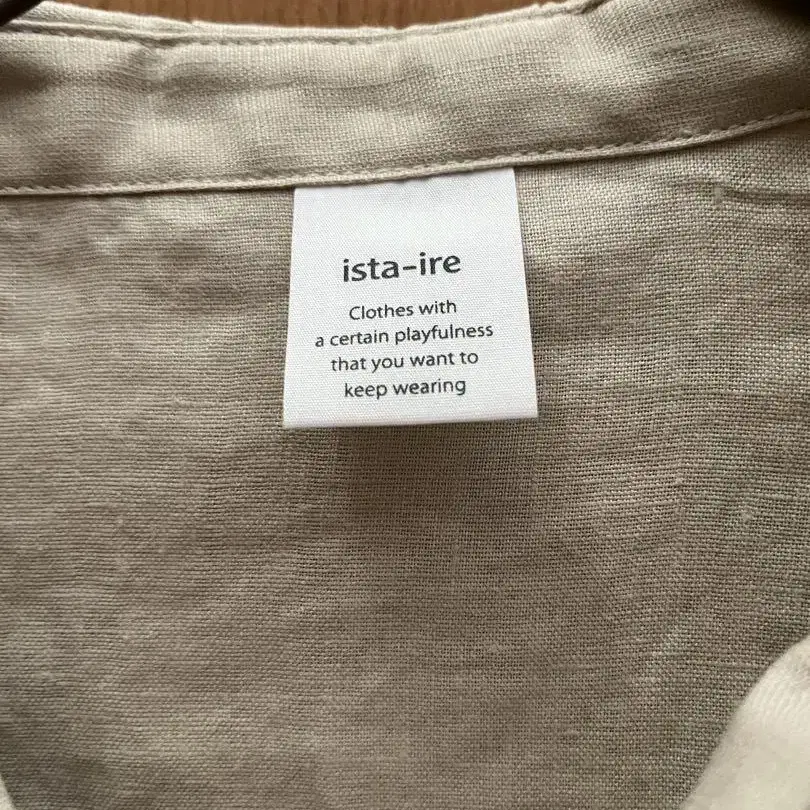 ista-ire
Clothes with
a certain playfulness
that you want to
keep wearing